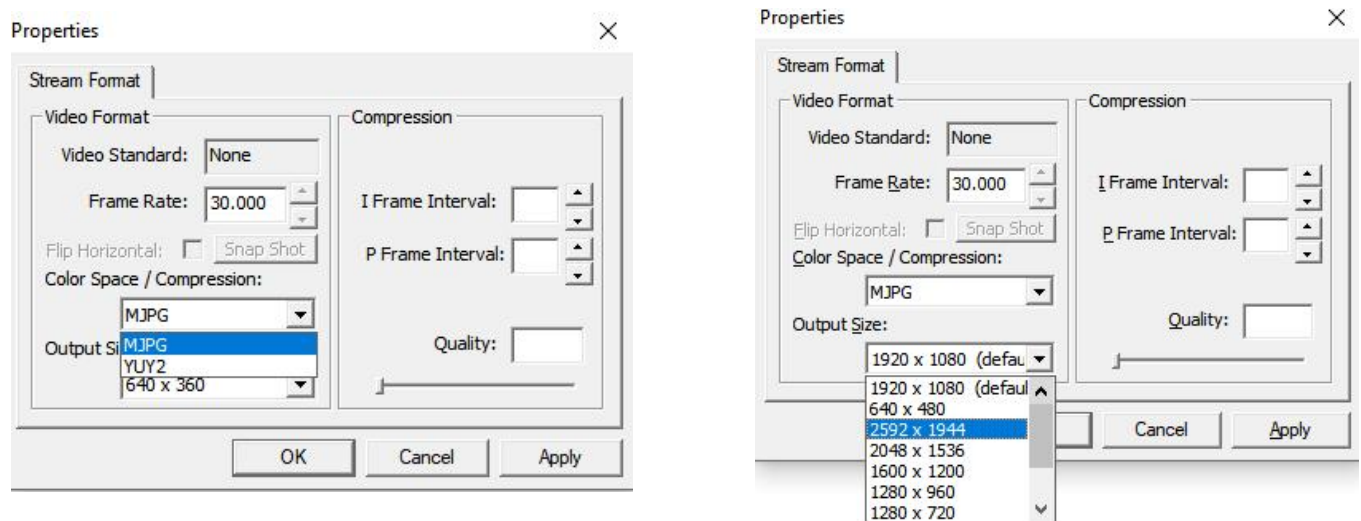 Properties
Stream Format
Video Format
Video Standard: None
Frame Rate: 30.000
Flip Horizontal: Snap Shot
Color Space / Compression:
MJPG
MJPG
YUY2
Output Si
640 x 360
Compression
I Frame Interval:
P Frame Interval:
Quality:
OK Cancel Apply
Properties
Stream Format
Video Format
Video Standard: None
Frame Rate: 30.000
Flip Horizontal: Snap Shot
Color Space / Compression:
MJPG
Output Size:
1920 x 1080 (defau
1920 x 1080 (defaul
640 x 480
2592 x 1944
2048 x 1536
1600 x 1200
1280 x 960
1280 x 720
Compression
I Frame Interval:
P Frame Interval:
Quality:
Cancel Apply